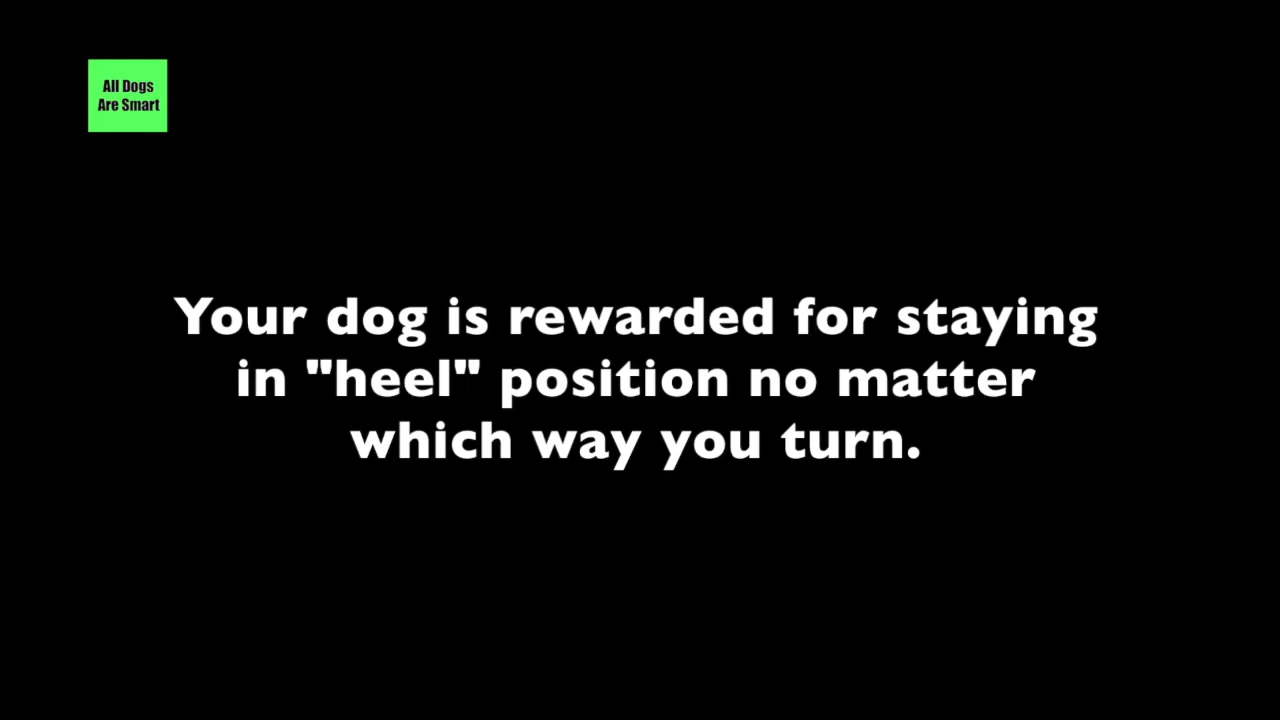 All Dogs
Are Smart
Your dog is rewarded for staying
in "heel" position no matter
which way you turn.